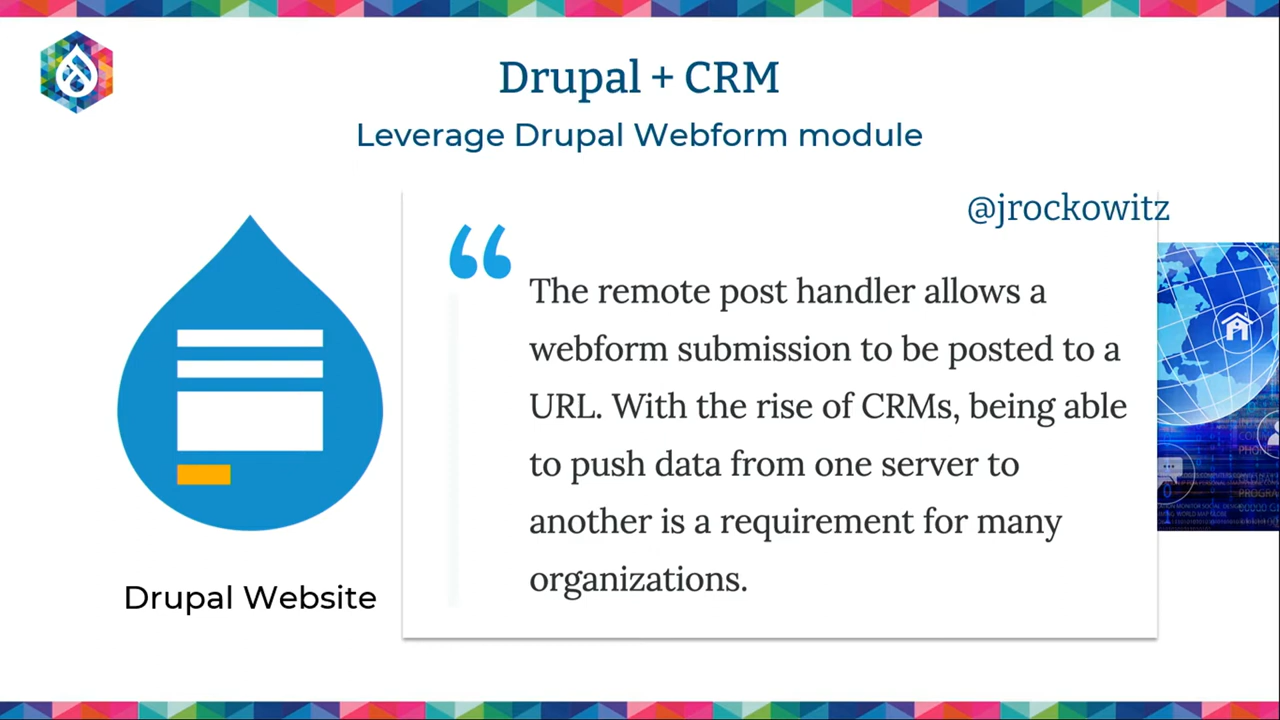 Drupal + CRM
Leverage Drupal Webform module
@jrockowitz
“
The remote post handler allows a
webform submission to be posted to a
URL. With the rise of CRMs, being able
to push data from one server to
another is a requirement for many
organizations.
Drupal Website